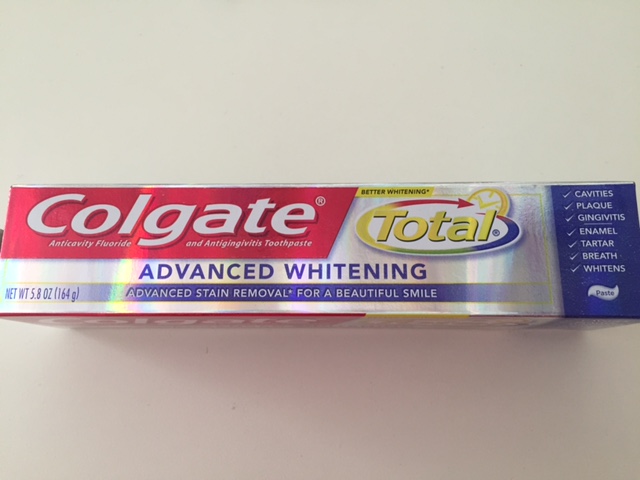 Colgate®
Anticavity Fluoride and Antigingivitis Toothpaste
BETTER WHITENING*
Total®
ADVANCED WHITENING
NET WT 5.8 OZ (164 g)
ADVANCED STAIN REMOVAL* FOR A BEAUTIFUL SMILE
✓ CAVITIES
✓ PLAQUE
✓ GINGIVITIS
✓ ENAMEL
✓ TARTAR
✓ BREATH
✓ WHITENS
Paste